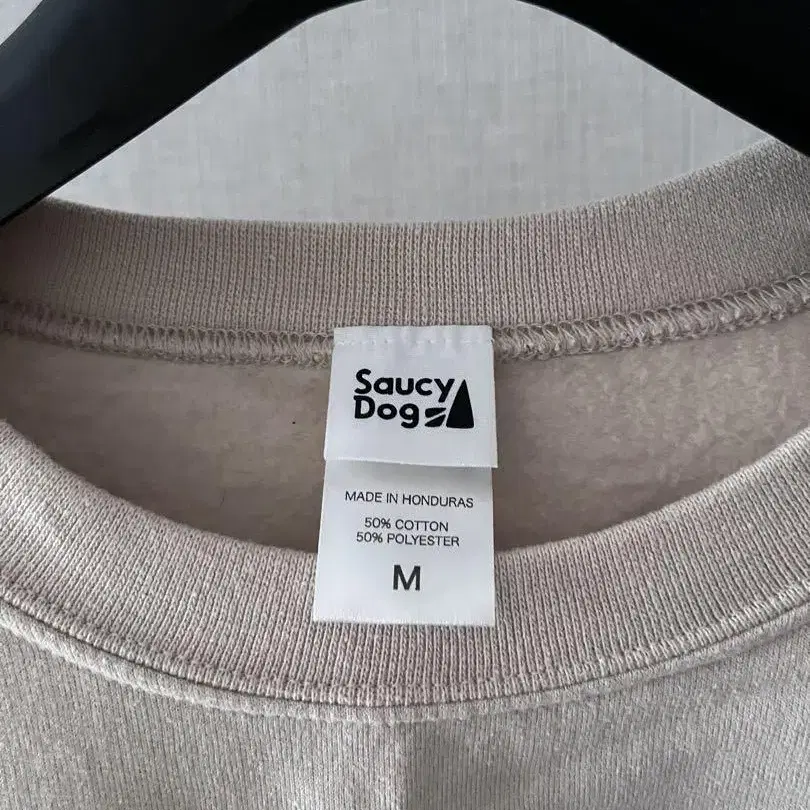 Saucy
Dog
MADE IN HONDURAS
50% COTTON
50% POLYESTER
M